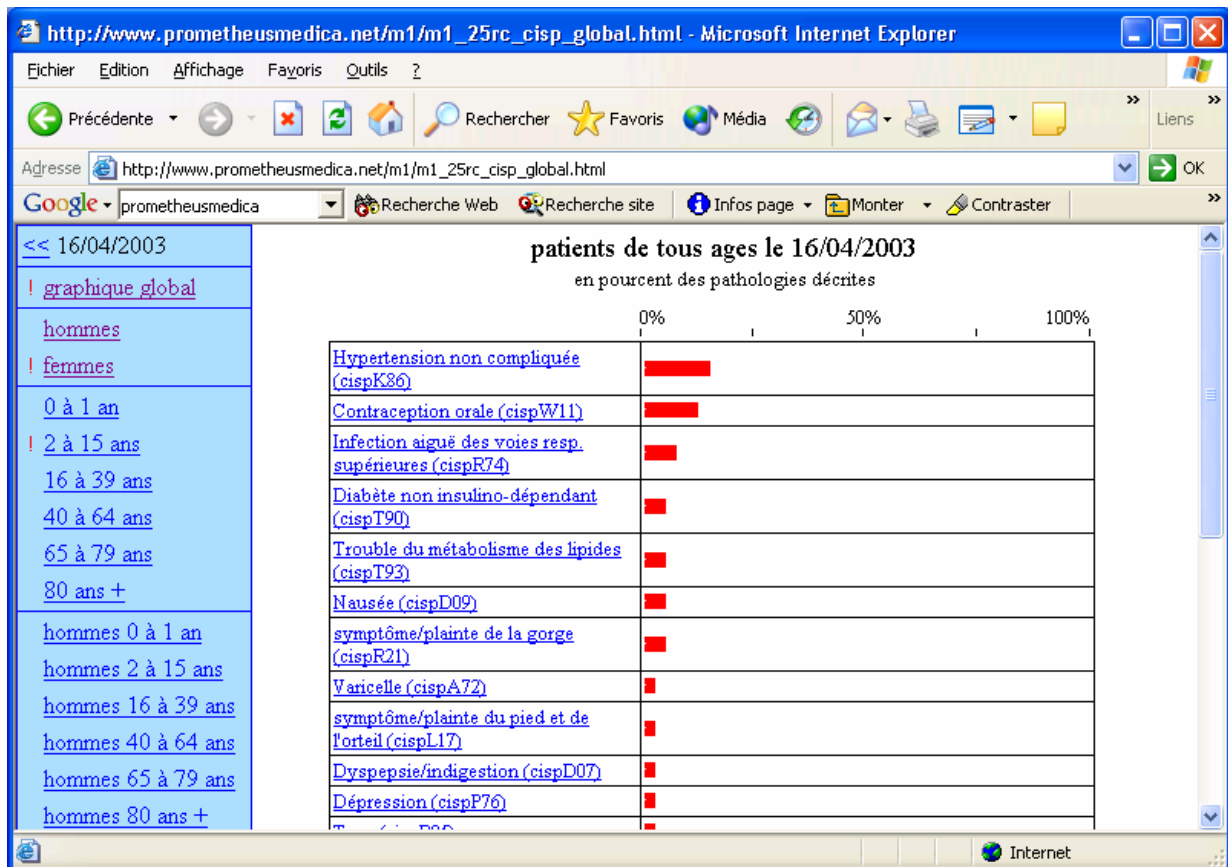 http://www.prometheusmedica.net/m1/m1_25rc_cisp_global.html - Microsoft Internet Explorer
Fichier Edition Affichage Favoris Outils ?
Précédente Rechercher Favoris Média » Liens »
Adresse http://www.prometheusmedica.net/m1/m1_25rc_cisp_global.html OK
Google prometheusmedica Recherche Web Recherche site Infos page Monter Contraster »
<< 16/04/2003
! graphique global
hommes
! femmes
0 à 1 an
! 2 à 15 ans
16 à 39 ans
40 à 64 ans
65 à 79 ans
80 ans +
hommes 0 à 1 an
hommes 2 à 15 ans
hommes 16 à 39 ans
hommes 40 à 64 ans
hommes 65 à 79 ans
hommes 80 ans +
patients de tous ages le 16/04/2003
en pourcent des pathologies décrites
0% 50% 100%
Hypertension non compliquée
(cispK86)
Contraception orale (cispW11)
Infection aiguë des voies resp.
supérieures (cispR74)
Diabète non insulino-dépendant
(cispT90)
Trouble du métabolisme des lipides
(cispT93)
Nausée (cispD09)
symptôme/plainte de la gorge
(cispR21)
Varicelle (cispA72)
symptôme/plainte du pied et de
l'orteil (cispL17)
Dyspepsie/indigestion (cispD07)
Dépression (cispP76)
Internet